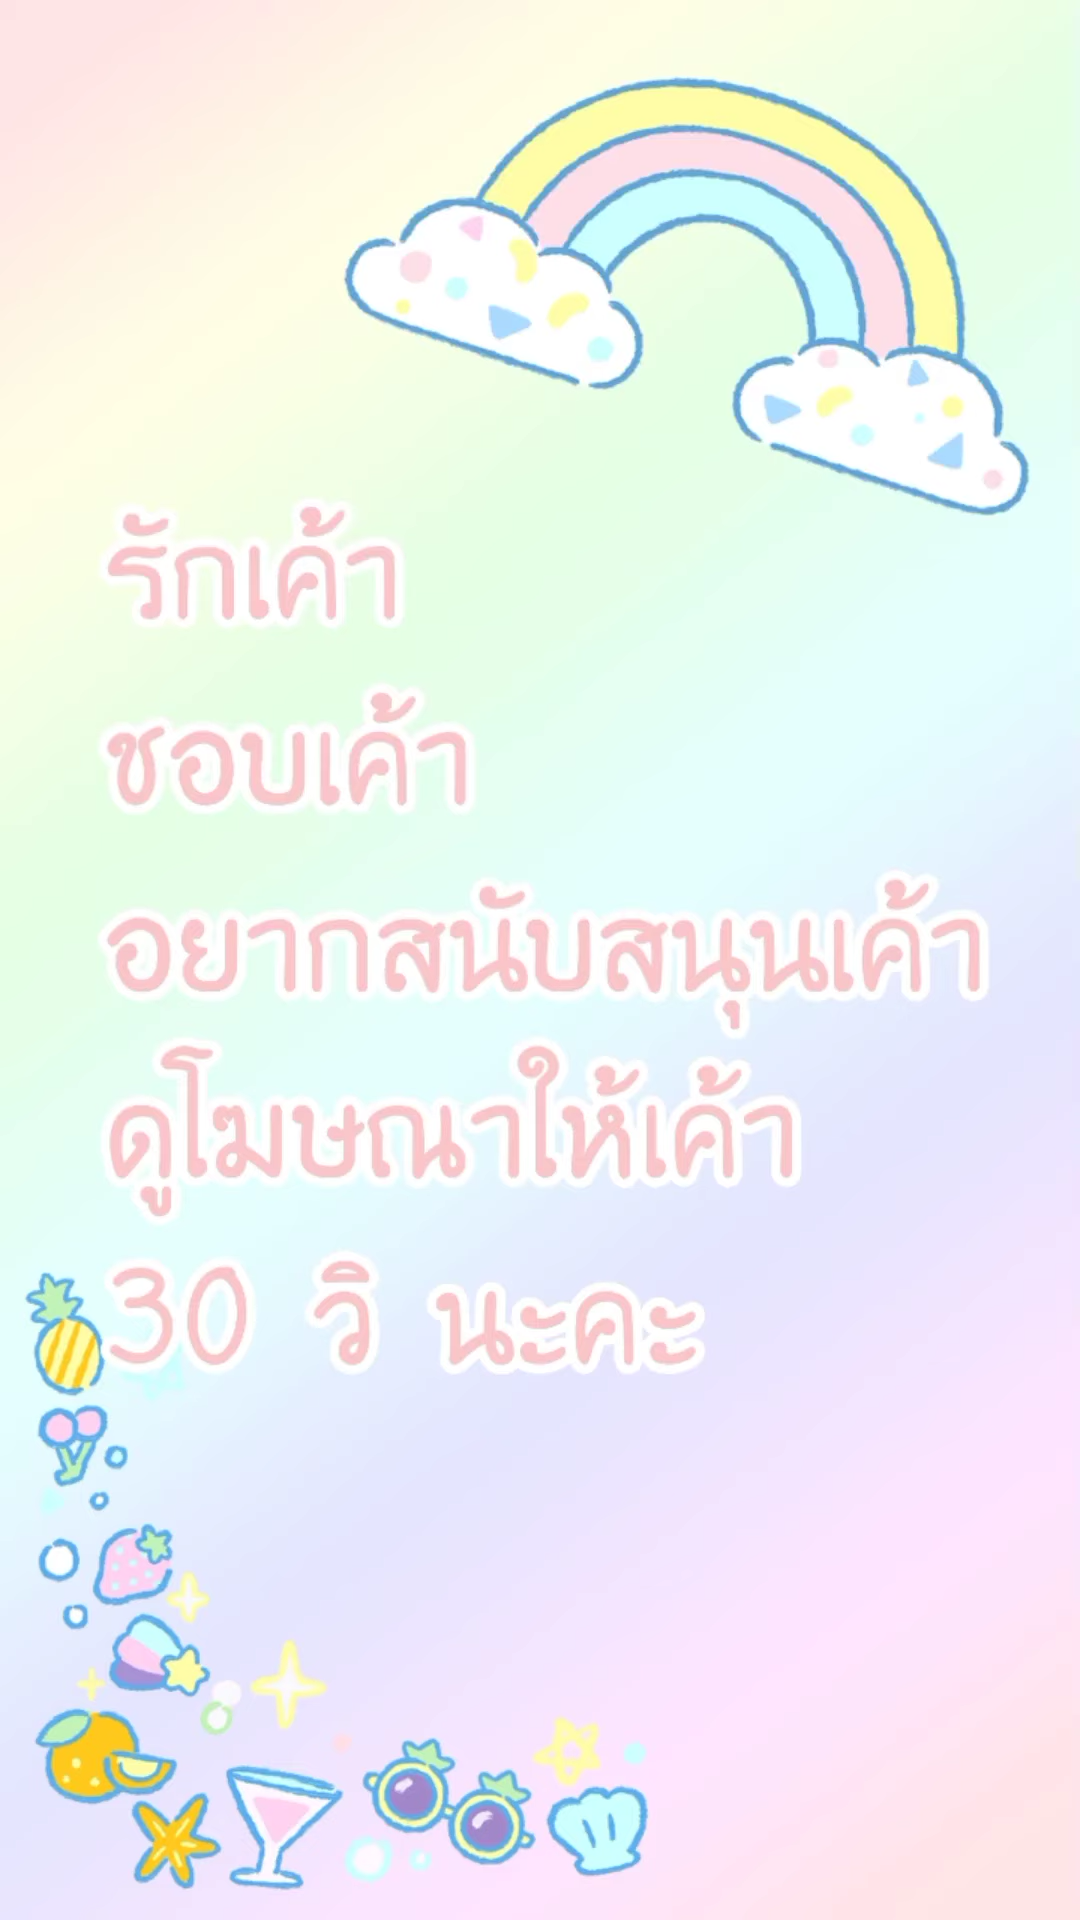 รักเค้า
ชอบเค้า
อยากสนับสนุนเค้า
ดูโฆษณาให้เค้า
30 วิ นะคะ